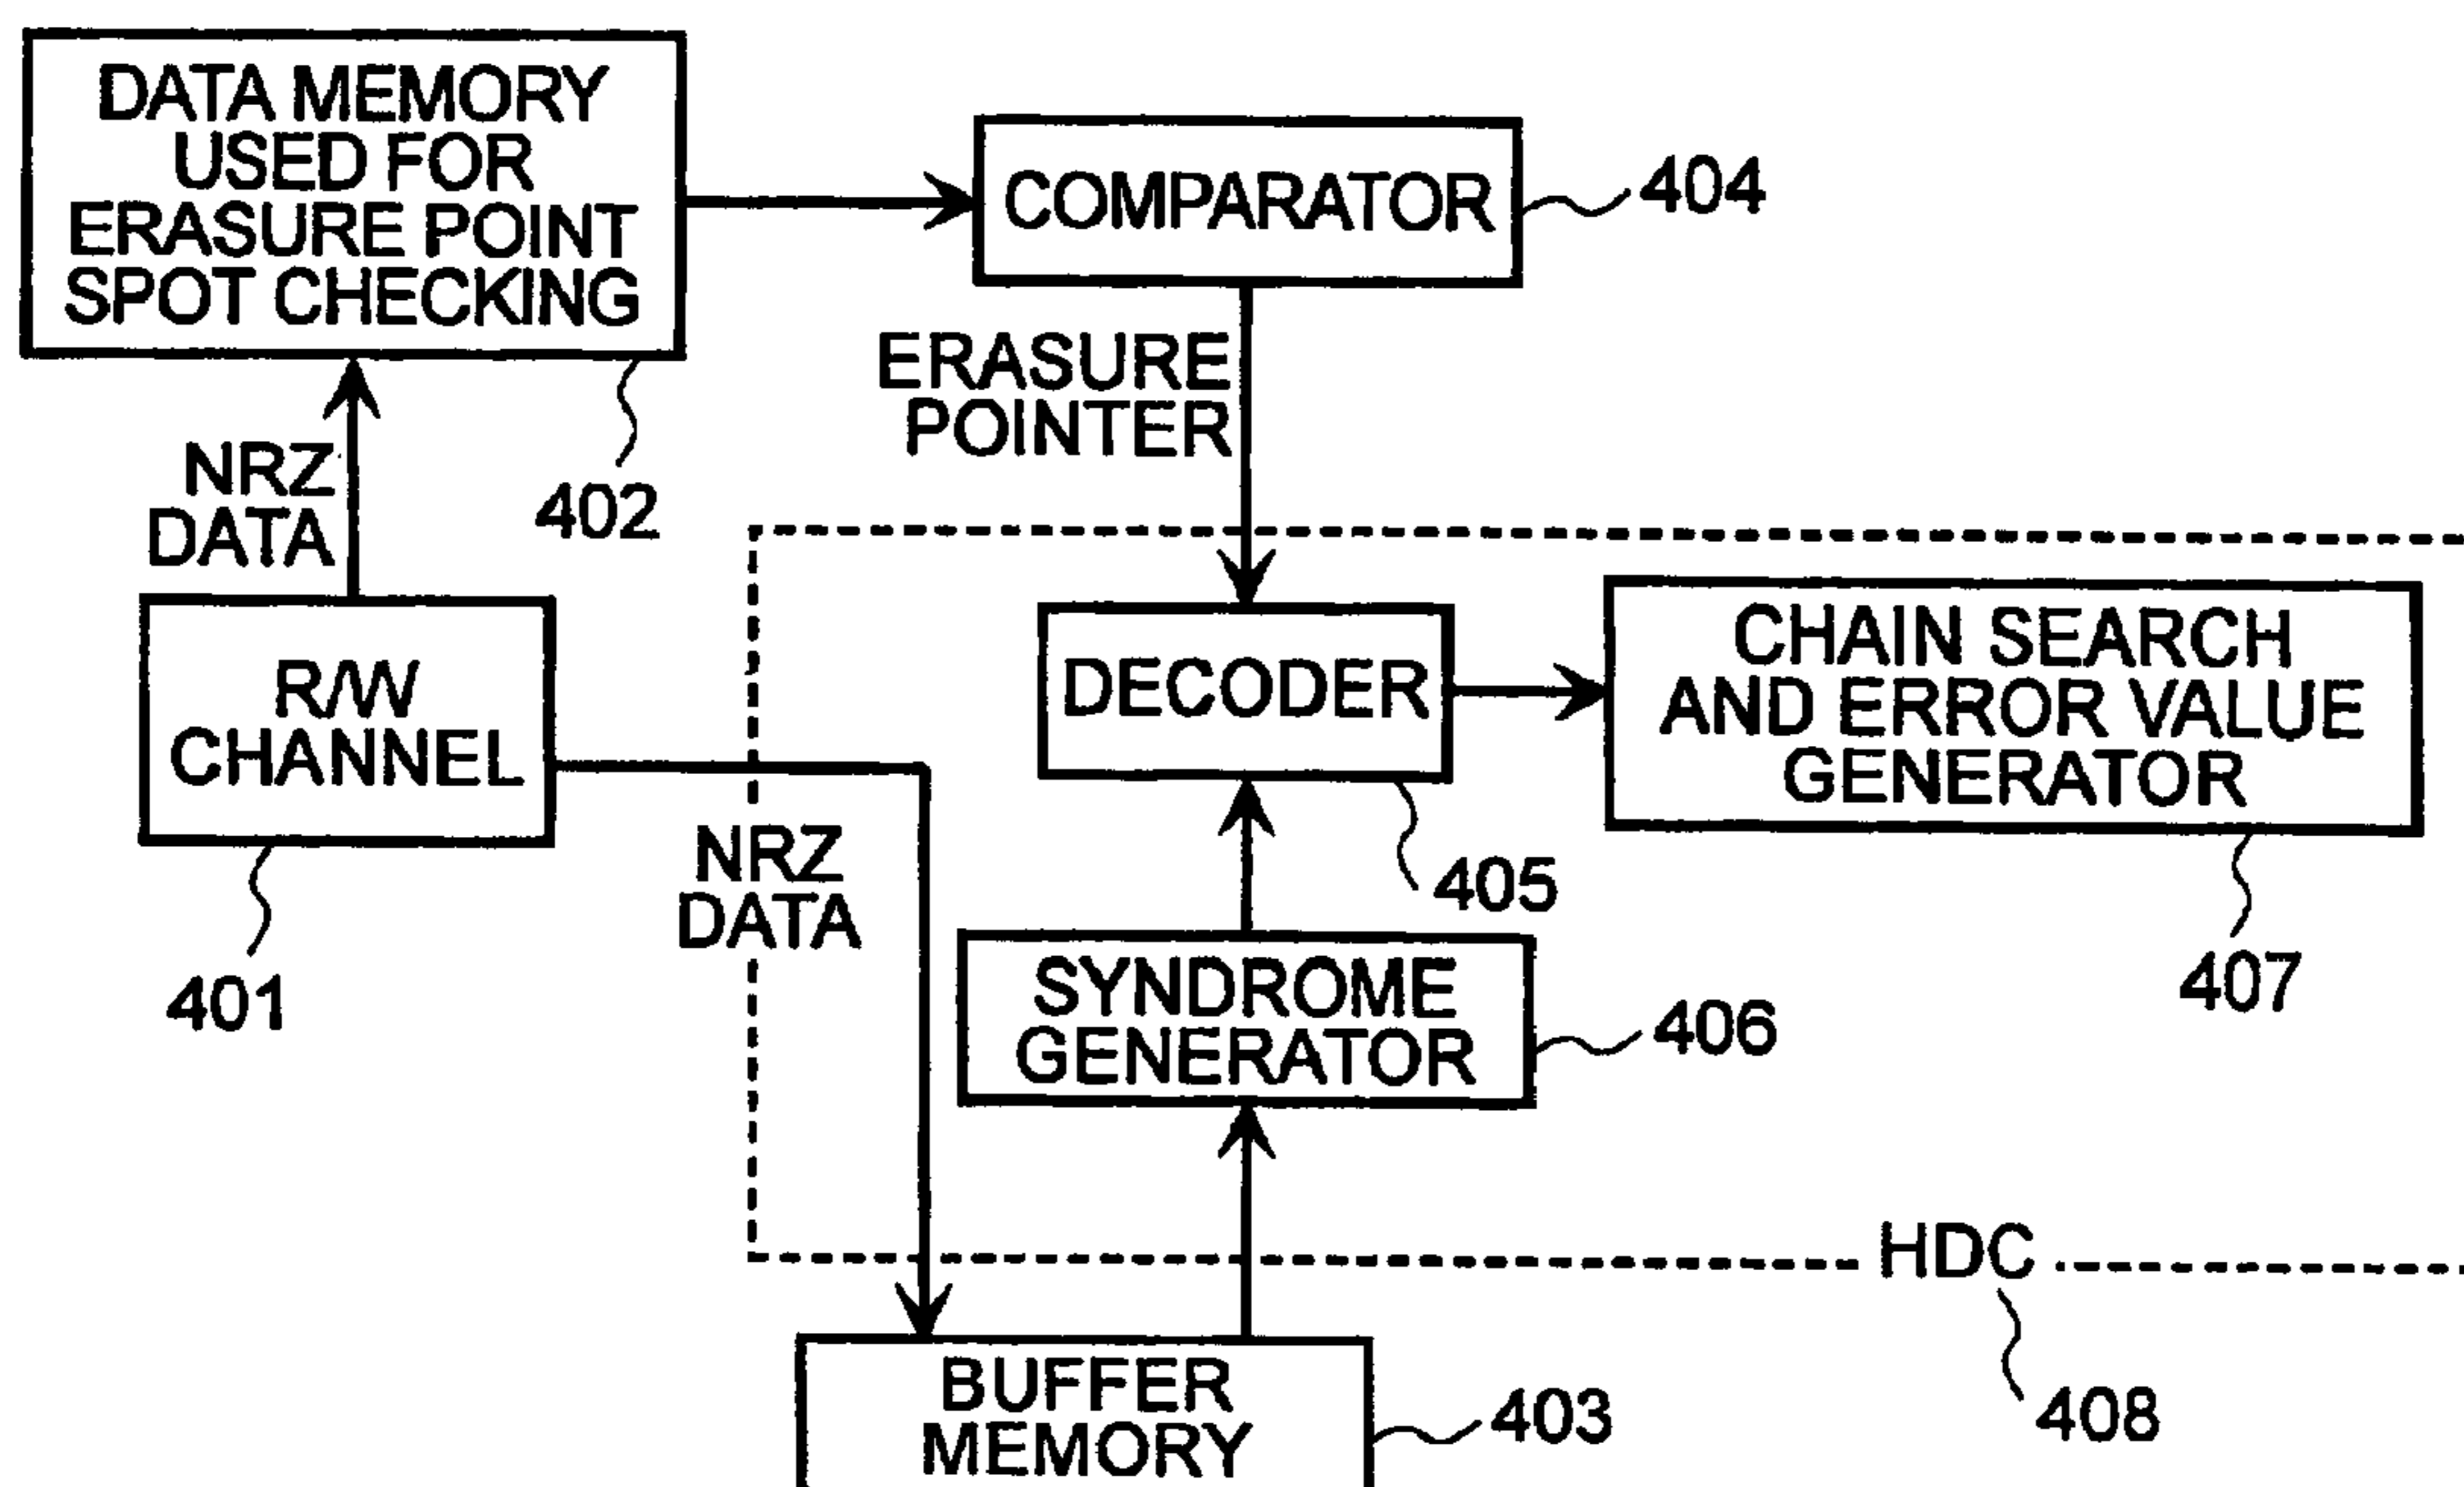 DATA MEMORY
USED FOR
ERASURE POINT
SPOT CHECKING
402
COMPARATOR
404
ERASURE
POINTER
NRZ
DATA
R/W
CHANNEL
401
NRZ
DATA
DECODER
405
CHAIN SEARCH
AND ERROR VALUE
GENERATOR
407
SYNDROME
GENERATOR
406
HDC
408
BUFFER
MEMORY
403